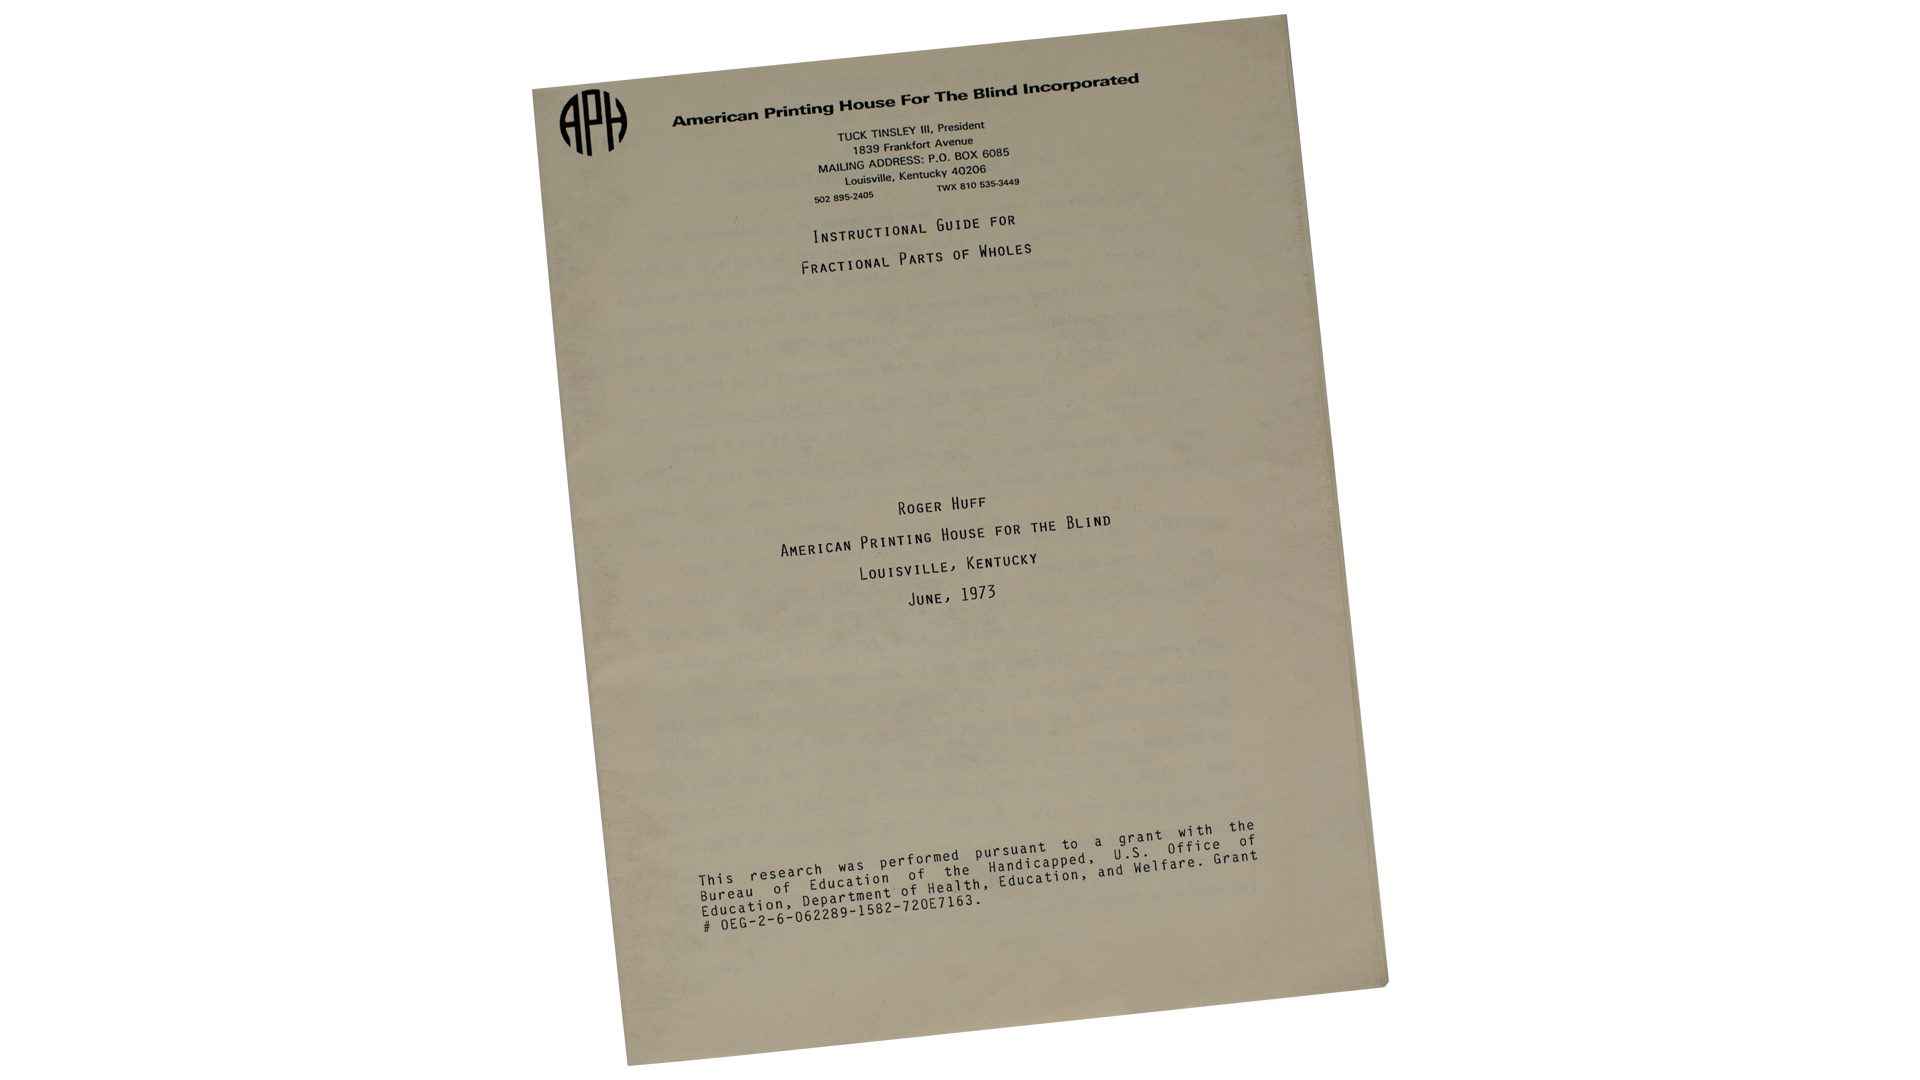 APH
American Printing House For The Blind Incorporated
TUCK TINSLEY III, President
1839 Frankfort Avenue
MAILING ADDRESS: P.O. BOX 6085
Louisville, Kentucky 40206
502 895-2405 TWX 810 535-3449
INSTRUCTIONAL GUIDE FOR
FRACTIONAL PARTS OF WHOLES
ROGER HUFF
AMERICAN PRINTING HOUSE FOR THE BLIND
LOUISVILLE, KENTUCKY
JUNE, 1973
This research was performed pursuant to a grant with the
Bureau of Education of the Handicapped, U.S. Office of
Education, Department of Health, Education, and Welfare. Grant
# OEG-2-6-062289-1582-720E7163.